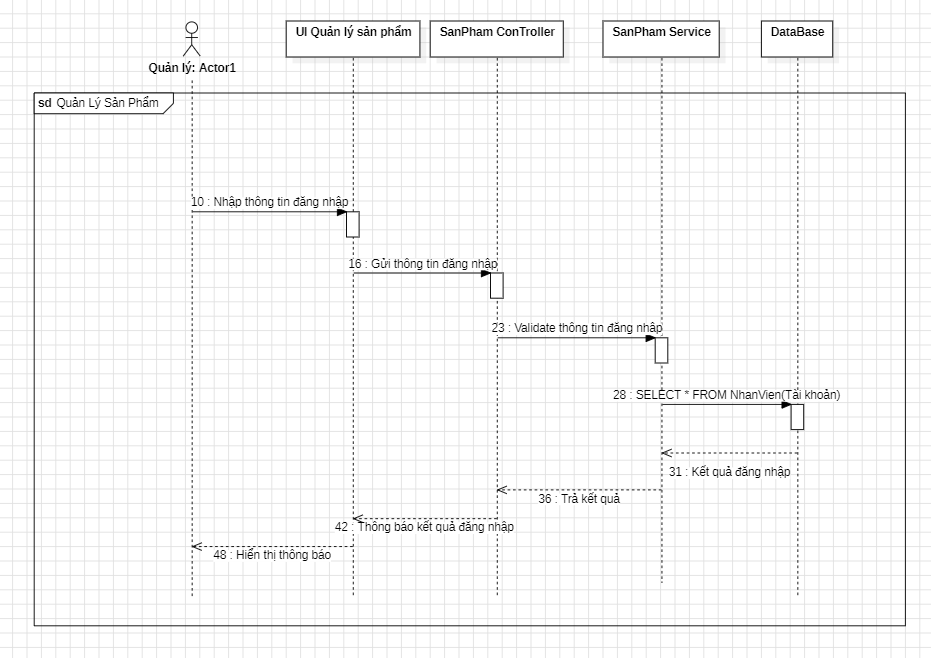 UI Quản lý sản phẩm
SanPham ConTroller
SanPham Service
DataBase
Quản lý: Actor1
sd Quản Lý Sản Phẩm
10 : Nhập thông tin đăng nhập
16 : Gửi thông tin đăng nhập
23 : Validate thông tin đăng nhập
28 : SELECT * FROM NhanVien(Tài khoản)
31 : Kết quả đăng nhập
36 : Trả kết quả
42 : Thông báo kết quả đăng nhập
48 : Hiển thị thông báo